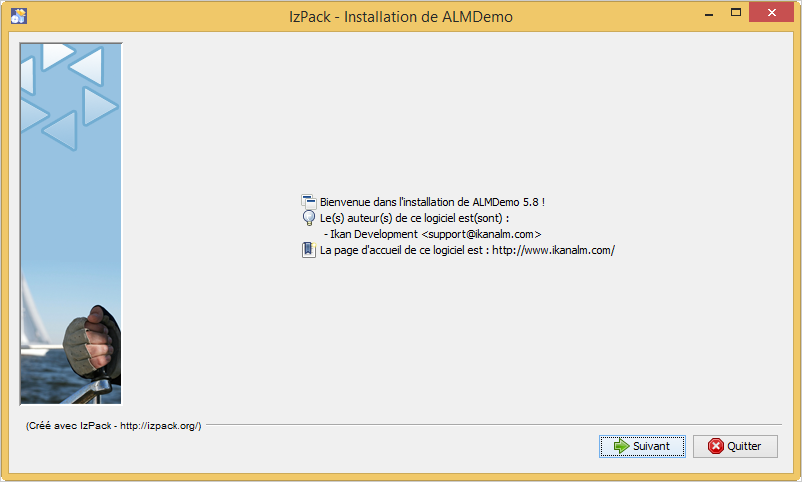 IzPack - Installation de ALMDemo
Bienvenue dans l'installation de ALMDemo 5.8 !
Le(s) auteur(s) de ce logiciel est(sont) :
- Ikan Development <support@ikanalm.com>
La page d'accueil de ce logiciel est : http://www.ikanalm.com/
(Créé avec IzPack - http://izpack.org/)
Suivant
Quitter